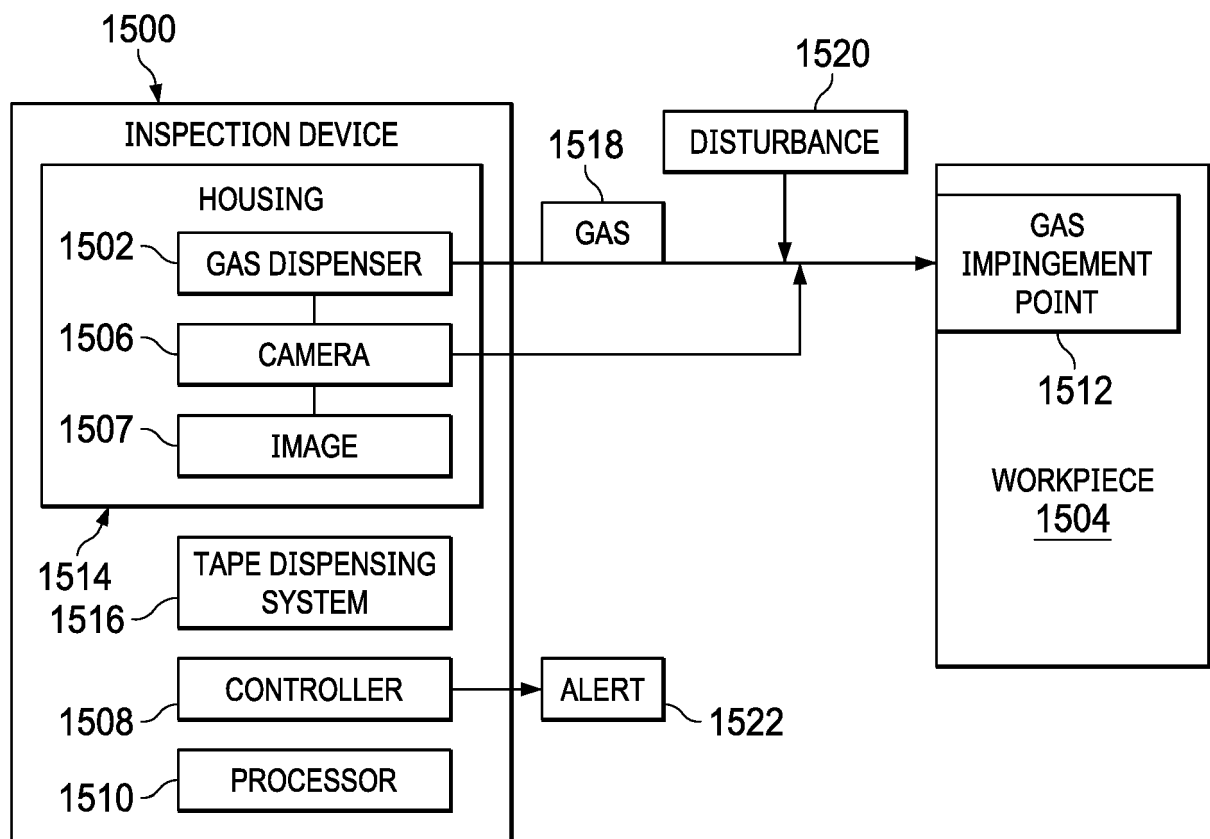 1500
INSPECTION DEVICE
HOUSING
1502
GAS DISPENSER
1506
CAMERA
1507
IMAGE
1514
TAPE DISPENSING
SYSTEM
1516
CONTROLLER
1508
PROCESSOR
1510
1518
GAS
1520
DISTURBANCE
GAS
IMPINGEMENT
POINT
1512
WORKPIECE
1504
ALERT
1522